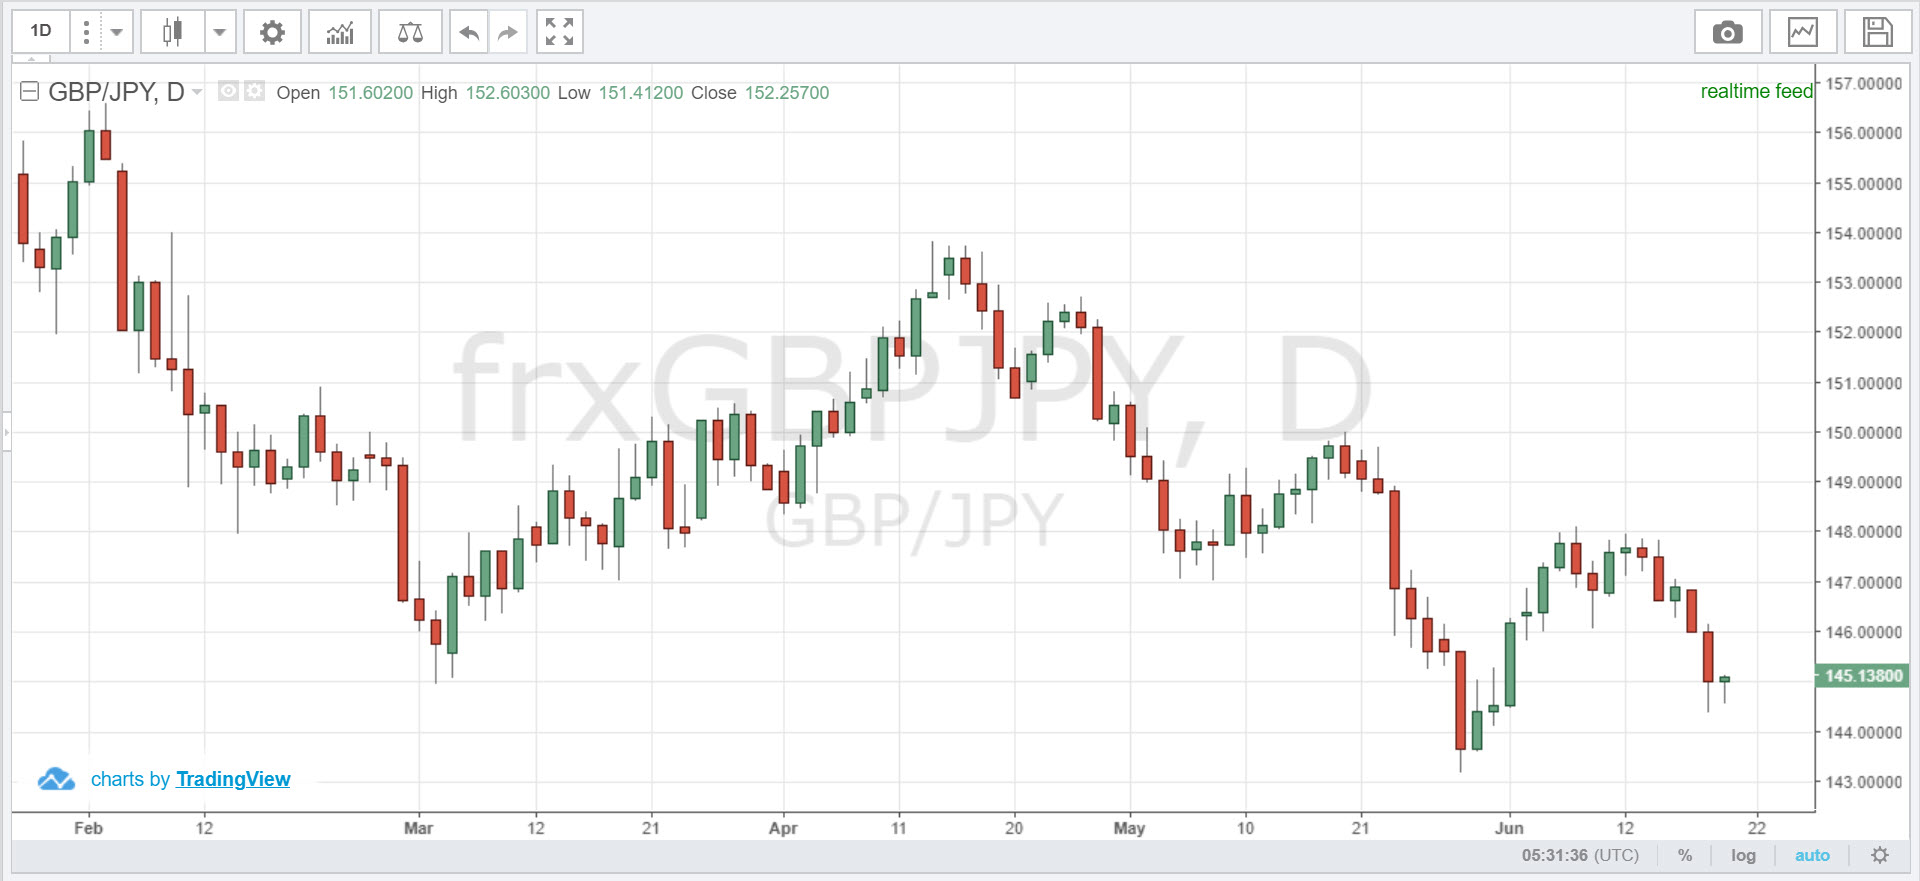 1D
GBP/JPY, D Open 151.60200 High 152.60300 Low 151.41200 Close 152.25700
realtime feed
157.00000
156.00000
155.00000
154.00000
153.00000
152.00000
151.00000
150.00000
149.00000
148.00000
147.00000
146.00000
145.13800
144.00000
143.00000
frxGBPJPY, D
GBP/JPY
charts by TradingView
Feb 12 Mar 12 21 Apr 11 20 May 10 21 Jun 12 22
05:31:36 (UTC) % log auto